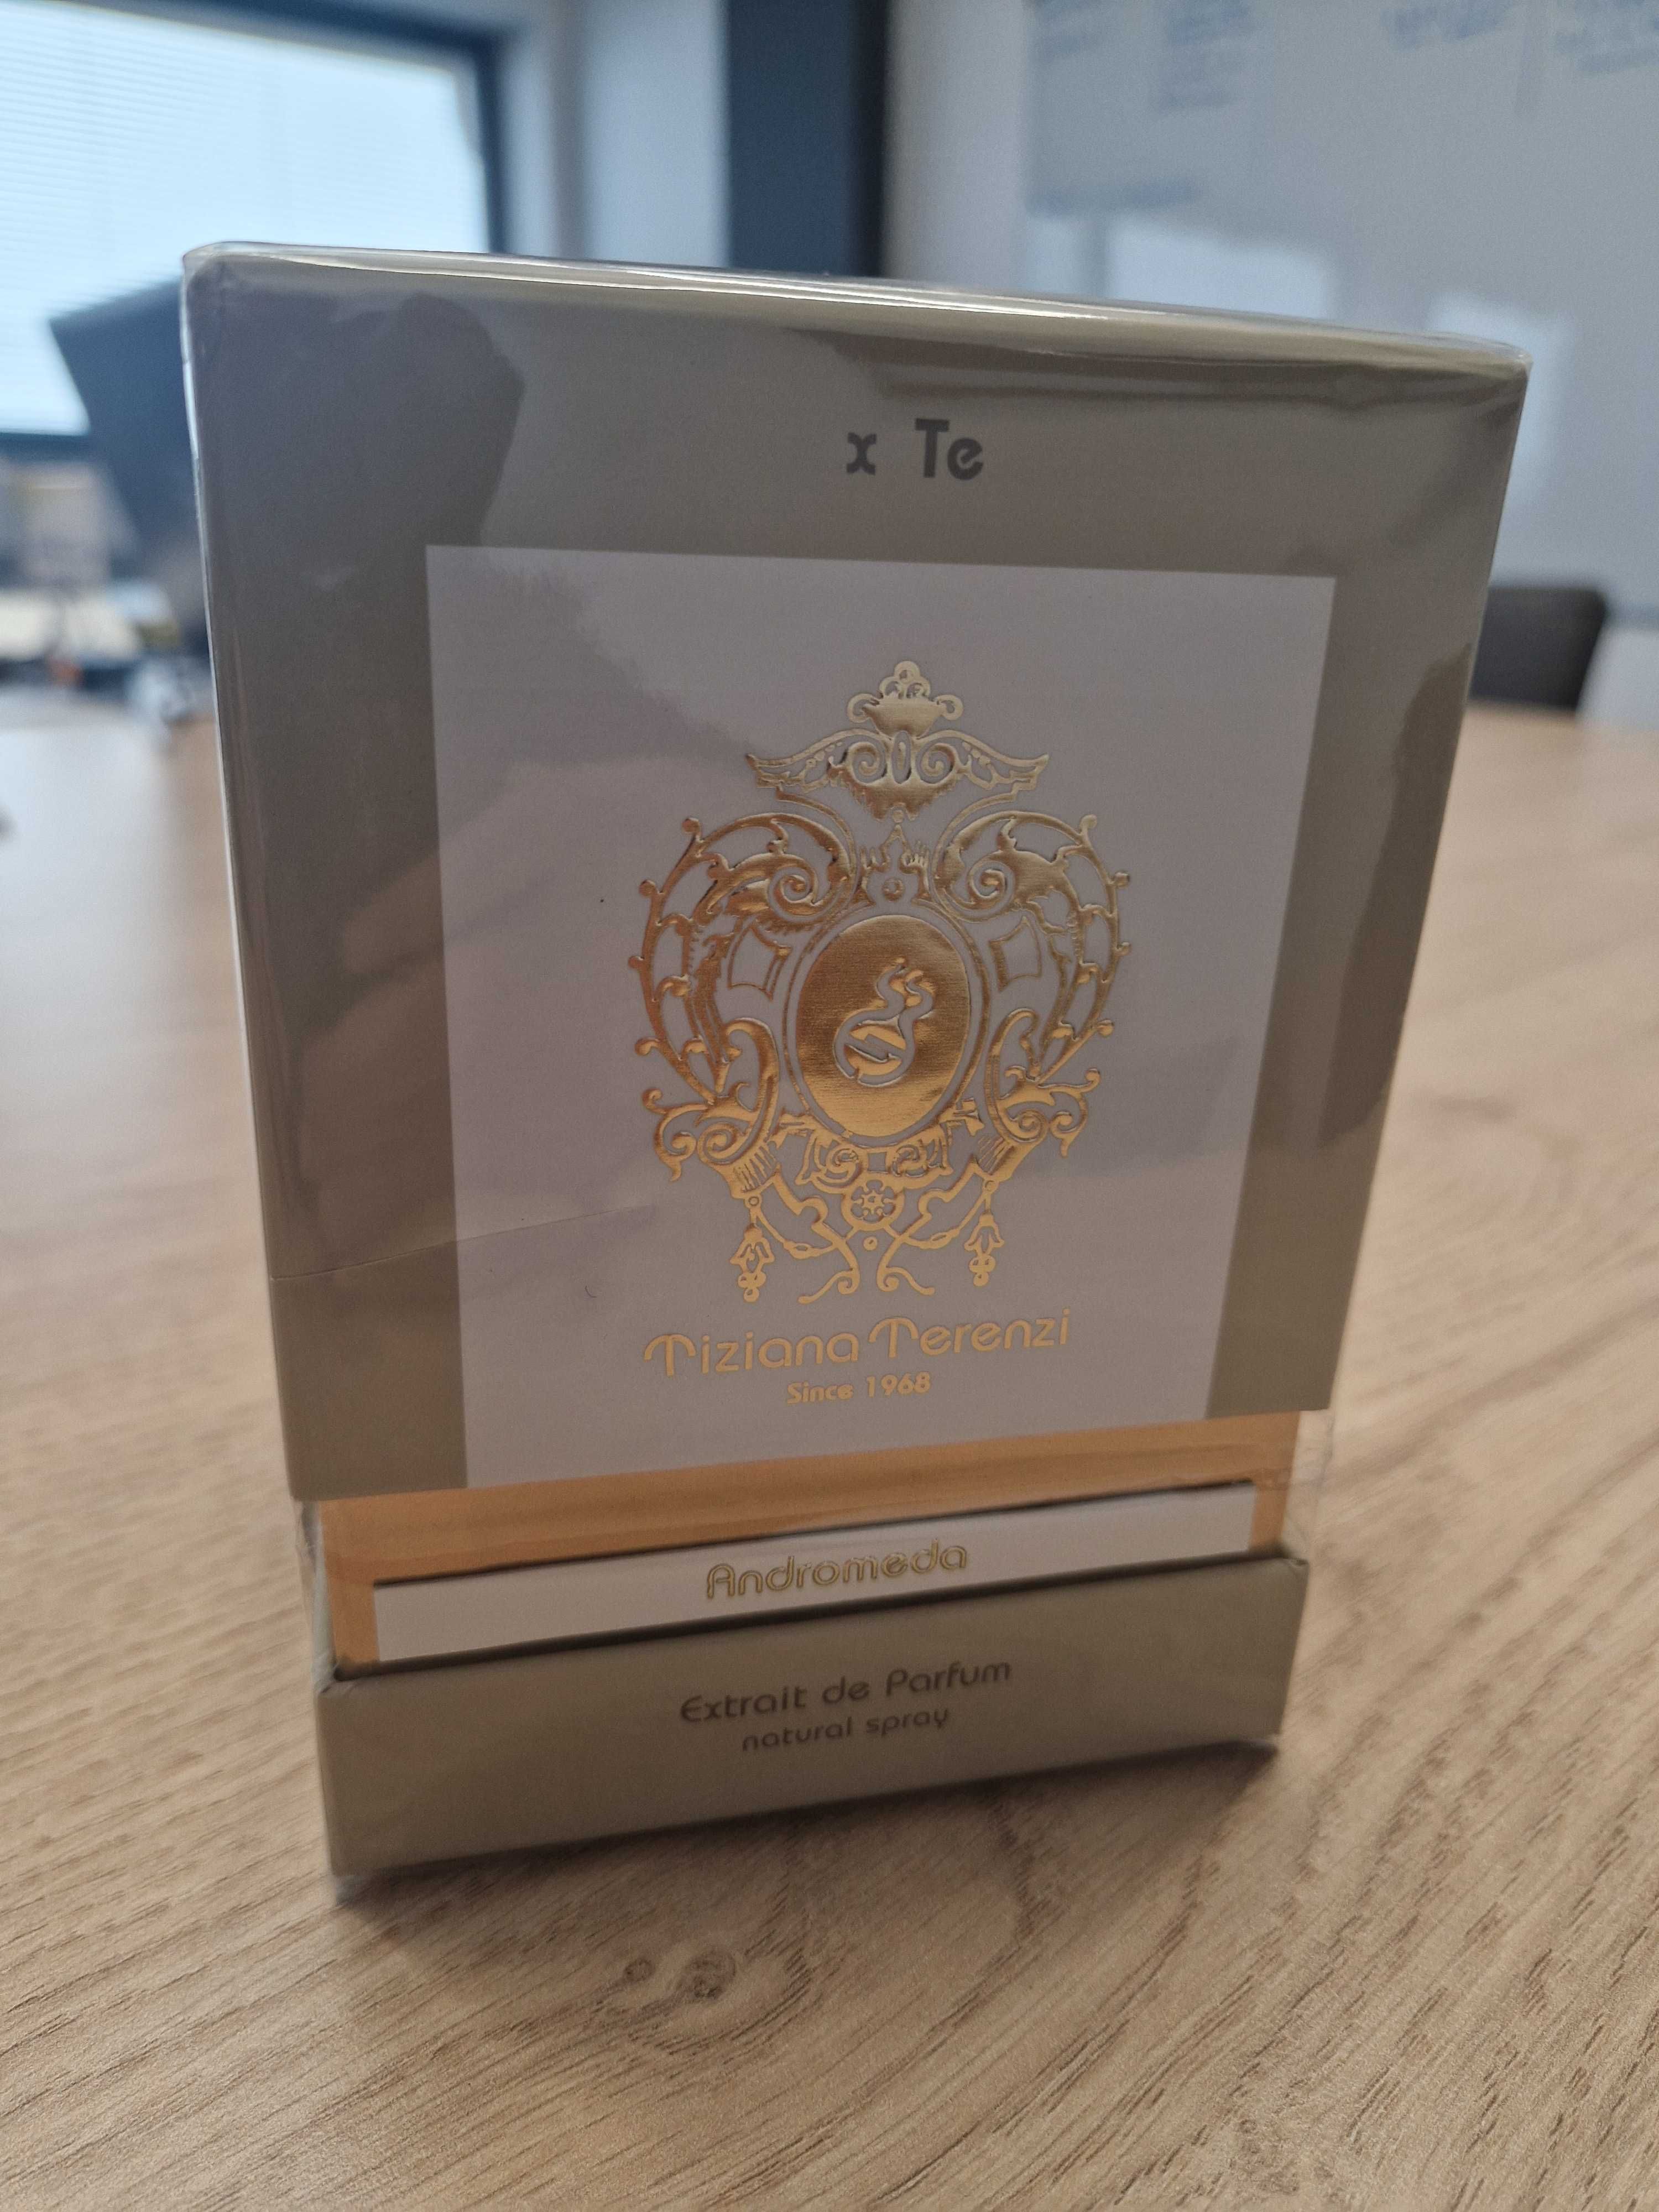 x Te
Tiziana Terenzi
Since 1968
Andromeda
Extrait de Parfum
natural spray